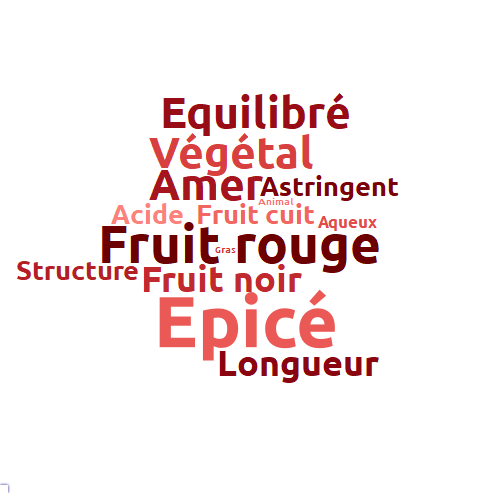 Equilibré
Végétal
Amer
Astringent
Animal
Acide
Fruit cuit
Aqueux
Fruit rouge
Gras
Structure
Fruit noir
Epicé
Longueur